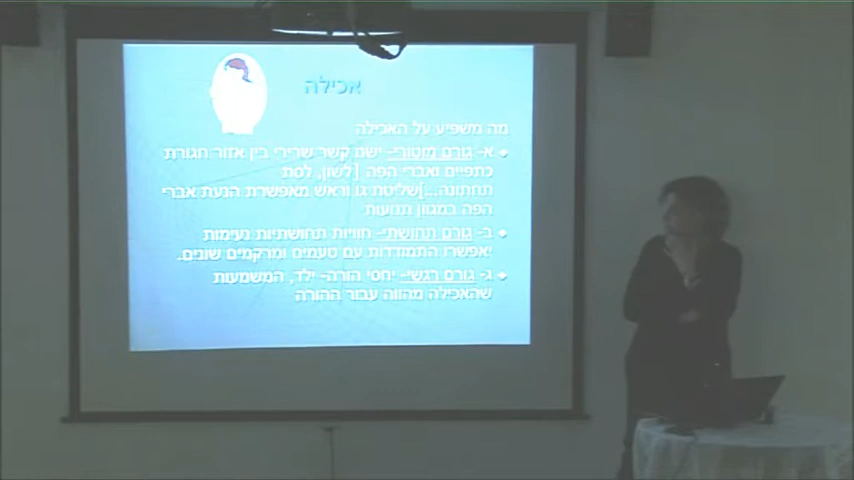 אכילה
מה משפיע על האכילה
א- גורם מוטורי- ישנו קשר שרירי בין אזור חגורת
כתפיים ואברי הפה [לשון, לסת
תחתונה...]שליטת גו וראש מאפשרת הנעת אברי
הפה במגוון תנועות
ב- גורם תחושתי- חוויות תחושתיות נעימות
יאפשרו התמודדות עם טעמים ומרקמים שונים.
ג- גורם רגשי- יחסי הורה- ילד, המשמעות
שהאכילה מהווה עבור ההורה